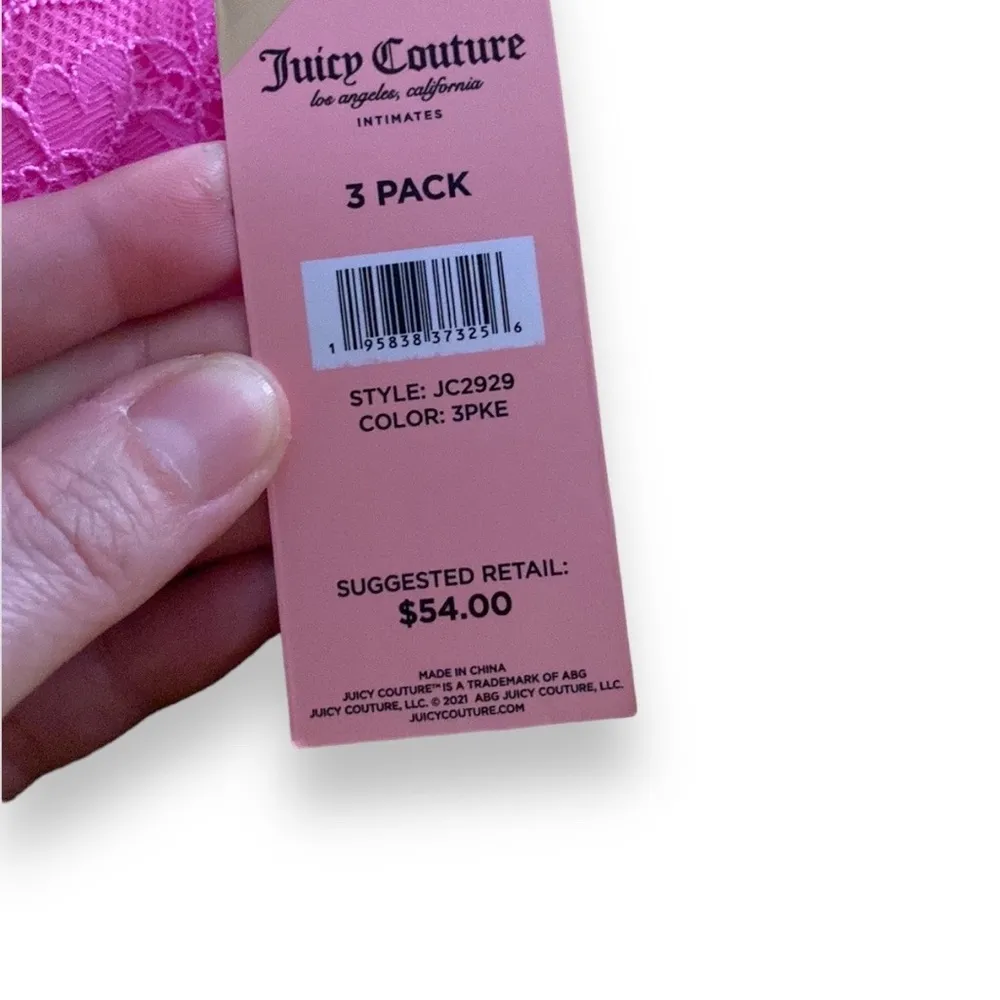 Juicy Couture
los angeles, california
INTIMATES
3 PACK
1 95838 37325 6
STYLE: JC2929
COLOR: 3PKE
SUGGESTED RETAIL:
$54.00
MADE IN CHINA
JUICY COUTURE™ IS A TRADEMARK OF ABG
JUICY COUTURE, LLC. © 2021 ABG JUICY COUTURE, LLC.
JUICYCOUTURE.COM